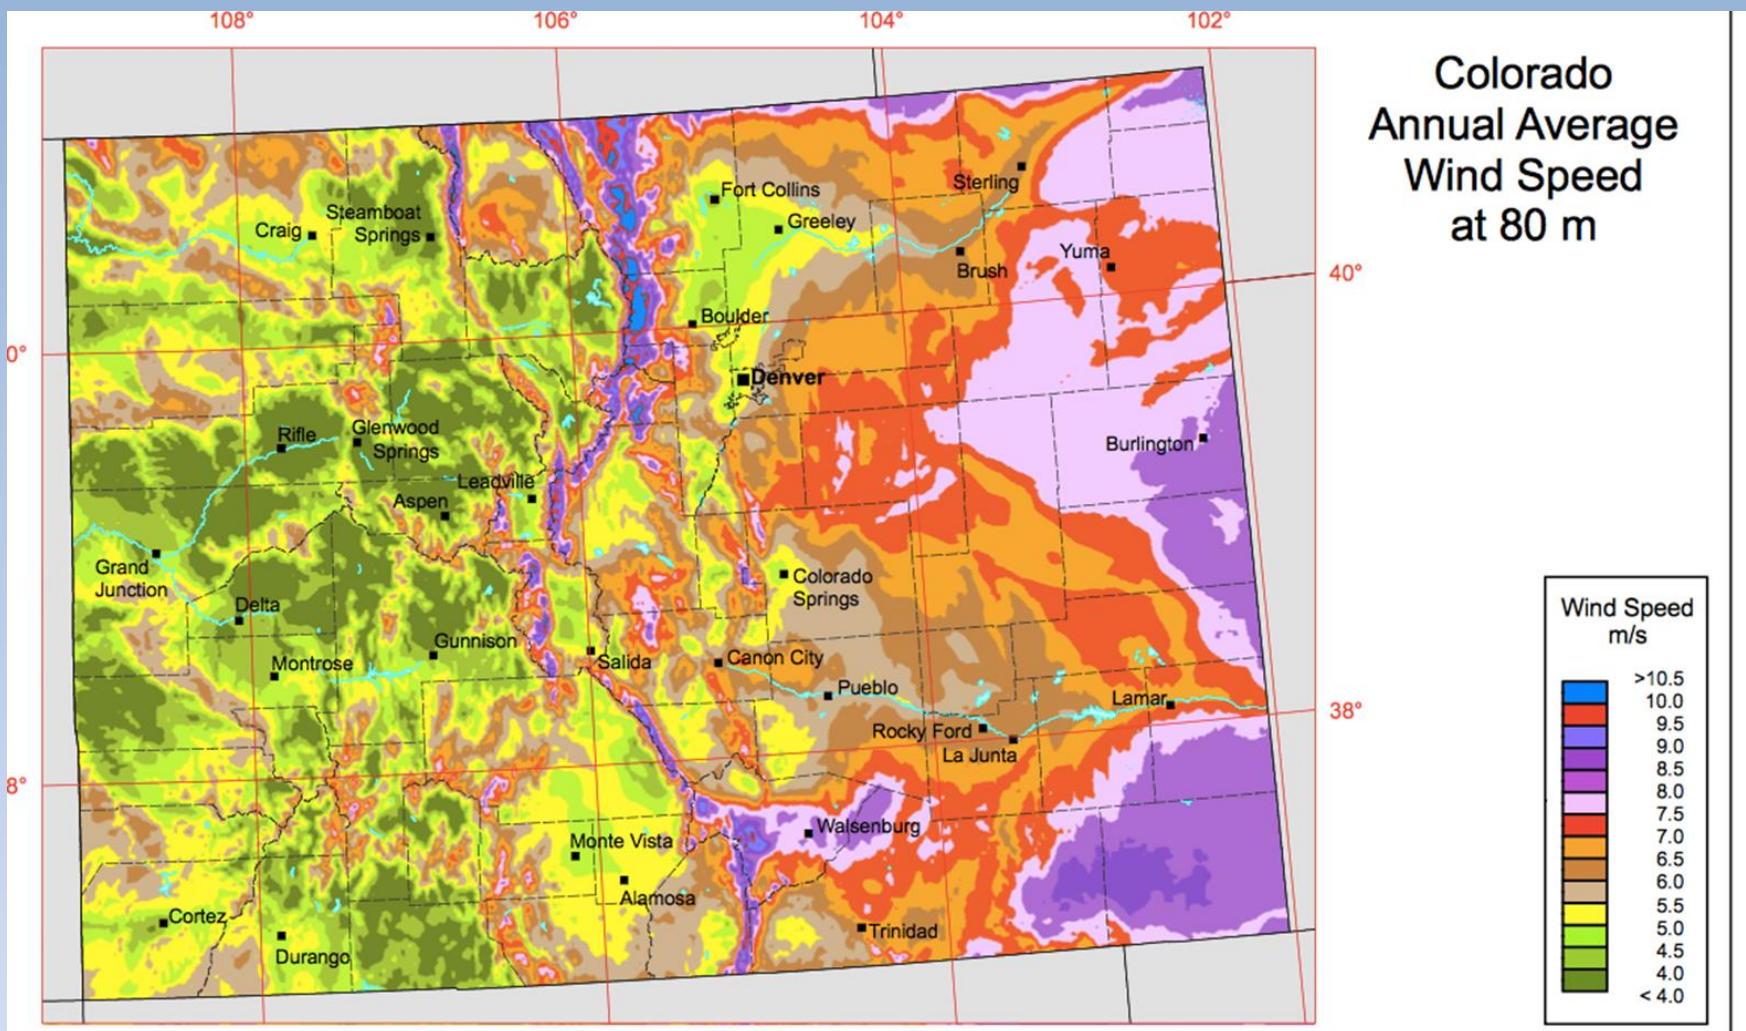 108°
106°
104°
102°
Colorado
Annual Average
Wind Speed
at 80 m
Fort Collins
Sterling
Steamboat
Springs
Craig
Greeley
Yuma
Brush
40°
Boulder
0°
Denver
Rifle
Glenwood
Springs
Burlington
Leadville
Aspen
Grand
Junction
Colorado
Springs
Delta
Gunnison
Montrose
Salida
Canon City
Pueblo
Lamar
38°
Rocky Ford
La Junta
8°
Walsenburg
Monte Vista
Alamosa
Cortez
Trinidad
Durango
Wind Speed
m/s
>10.5
10.0
9.5
9.0
8.5
8.0
7.5
7.0
6.5
6.0
5.5
5.0
4.5
4.0
< 4.0